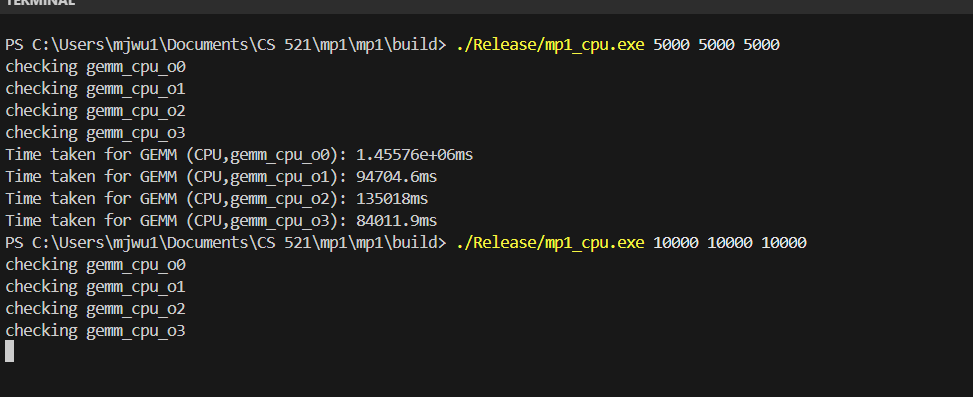 TERMINAL
PS C:\Users\mjwu1\Documents\CS 521\mp1\mp1\build> ./Release/mp1_cpu.exe 5000 5000 5000
checking gemm_cpu_o0
checking gemm_cpu_o1
checking gemm_cpu_o2
checking gemm_cpu_o3
Time taken for GEMM (CPU,gemm_cpu_o0): 1.45576e+06ms
Time taken for GEMM (CPU,gemm_cpu_o1): 94704.6ms
Time taken for GEMM (CPU,gemm_cpu_o2): 135018ms
Time taken for GEMM (CPU,gemm_cpu_o3): 84011.9ms
PS C:\Users\mjwu1\Documents\CS 521\mp1\mp1\build> ./Release/mp1_cpu.exe 10000 10000 10000
checking gemm_cpu_o0
checking gemm_cpu_o1
checking gemm_cpu_o2
checking gemm_cpu_o3